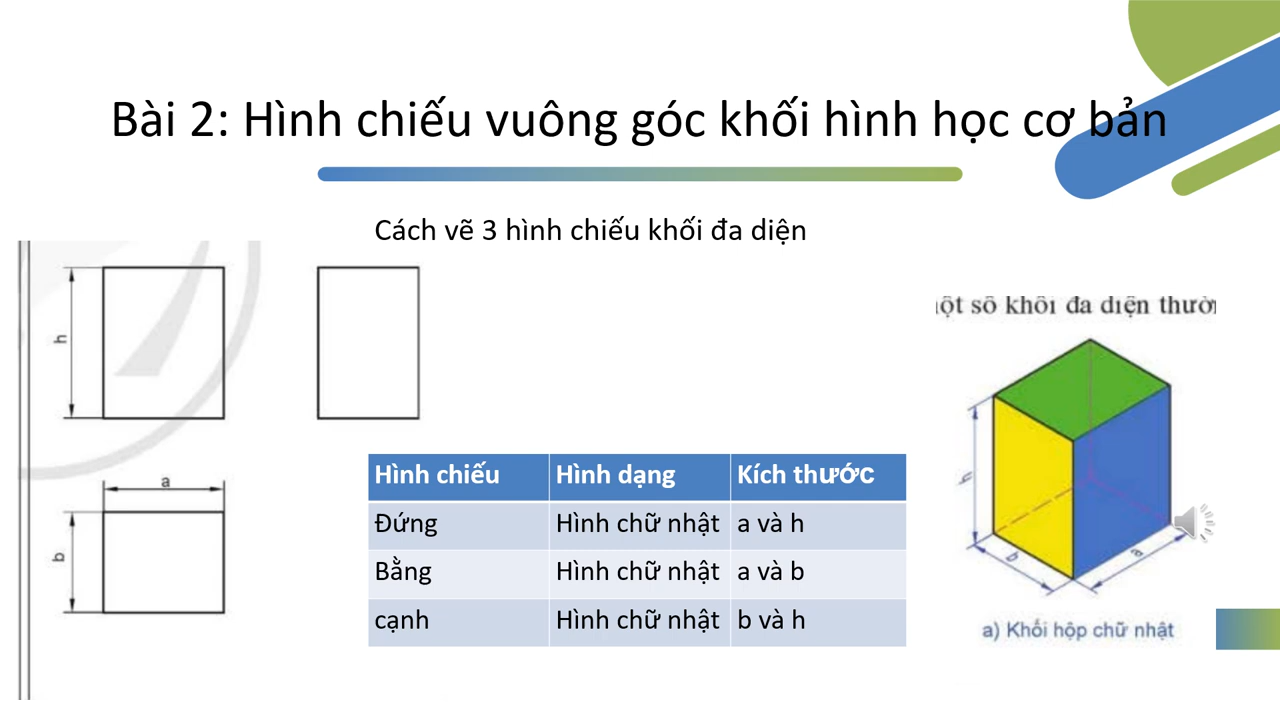 Bài 2: Hình chiếu vuông góc khối hình học cơ bản
Cách vẽ 3 hình chiếu khối đa diện
h
a
b
Hình chiếu Hình dạng Kích thước
Đứng Hình chữ nhật a và h
Bằng Hình chữ nhật a và b
cạnh Hình chữ nhật b và h
số khối đa diện
h
b
a
a) Khối hộp chữ nhật